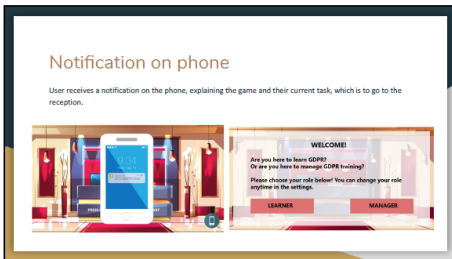 Notification on phone
User receives a notification on the phone, explaining the game and their current task, which is to go to the
reception.
9:34
WELCOME!
Are you here to learn GDPR?
Or are you here to manage GDPR training?
Please choose your role below! You can change your role
anytime in the settings.
LEARNER
MANAGER